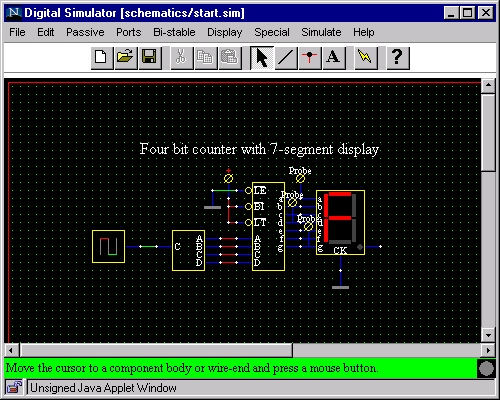 Digital Simulator [schematics/start.sim]
File Edit Passive Ports Bi-stable Display Special Simulate Help
A ?
Four bit counter with 7-segment display
Probe
LE
Probe
BI
Probe
LT
a
b
c
d
e
f
g
a
b
c
d
e
f
g
C
A
B
C
D
A
B
C
D
CK
Move the cursor to a component body or wire-end and press a mouse button.
Unsigned Java Applet Window